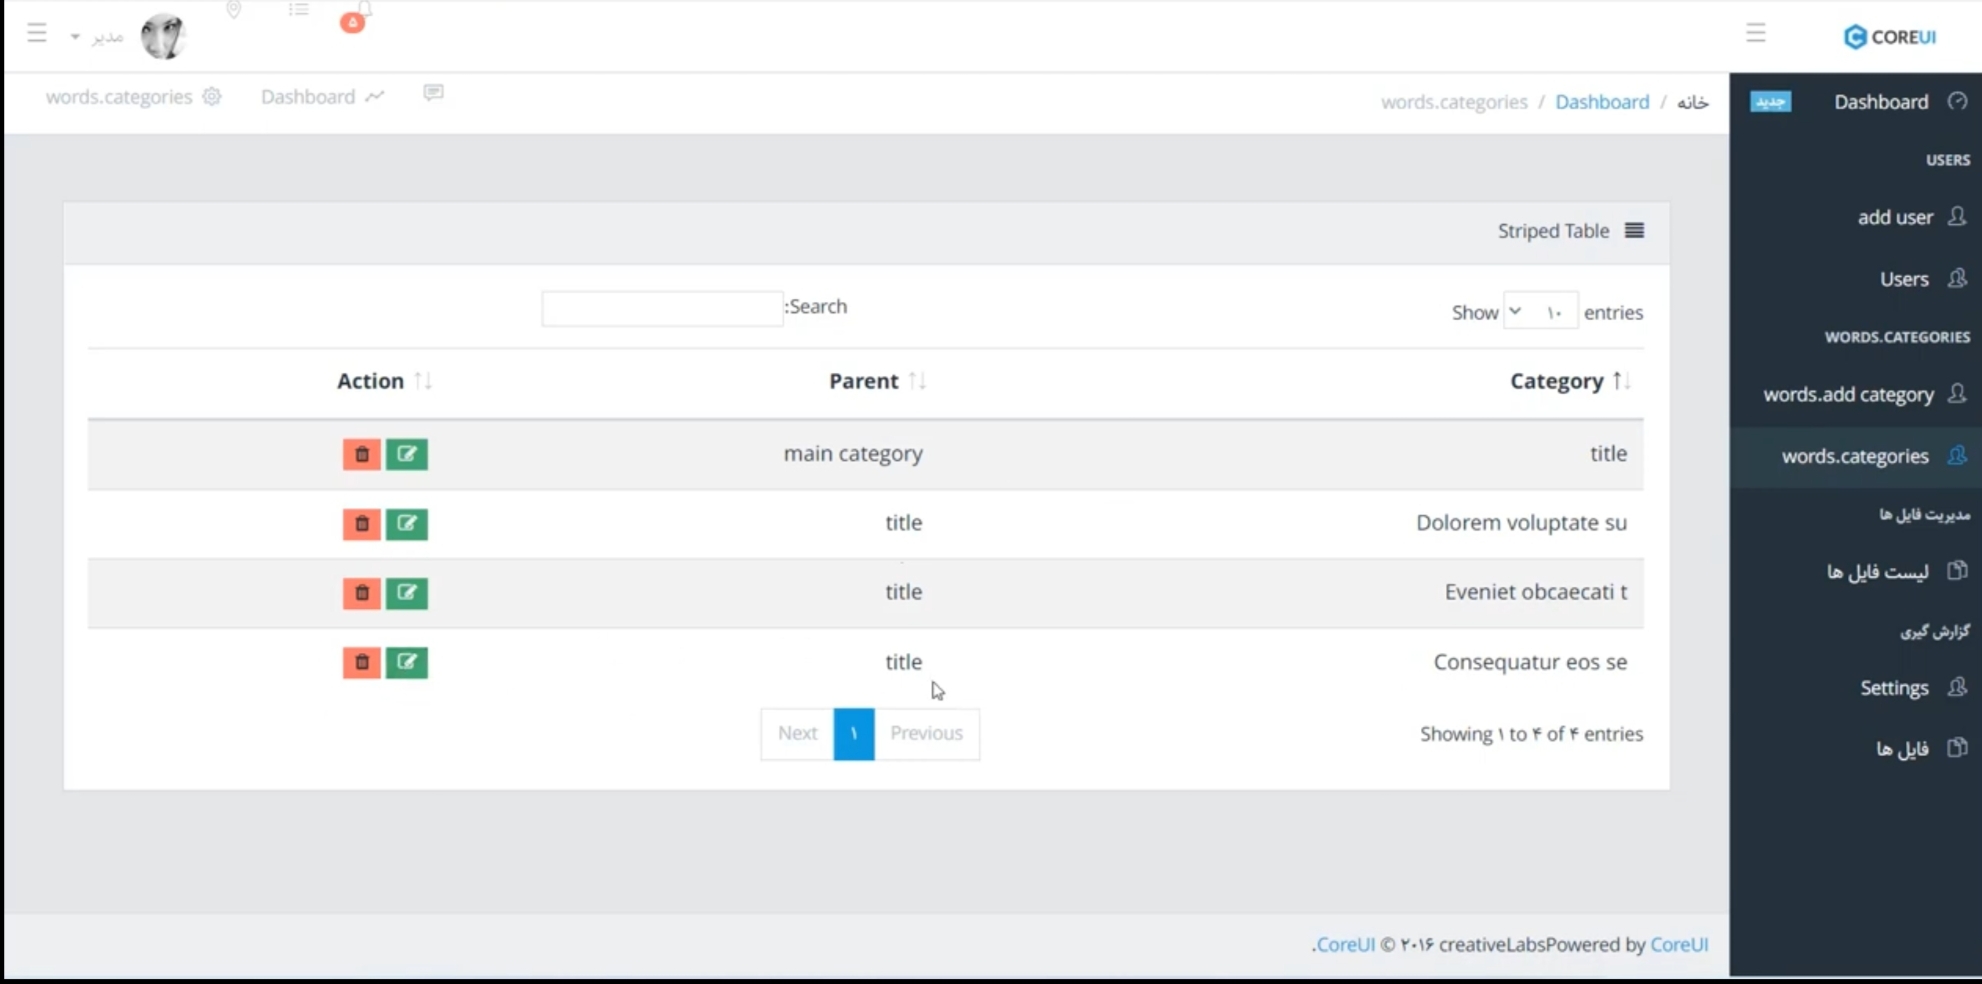 COREUI
مدیر
۵
خانه / Dashboard / words.categories
Dashboard
words.categories
Dashboard جدید
USERS
add user
Users
WORDS.CATEGORIES
words.add category
words.categories
مدیریت فایل ها
لیست فایل ها
گزارش گیری
Settings
فایل ها
Striped Table
Show ۱۰ entries
Search:
Category Parent Action
title main category
Dolorem voluptate su title
Eveniet obcaecati t title
Consequatur eos se title
Showing ۱ to ۴ of ۴ entries
Previous ۱ Next
.CoreUI © ۲۰۱۶ creativeLabsPowered by CoreUI